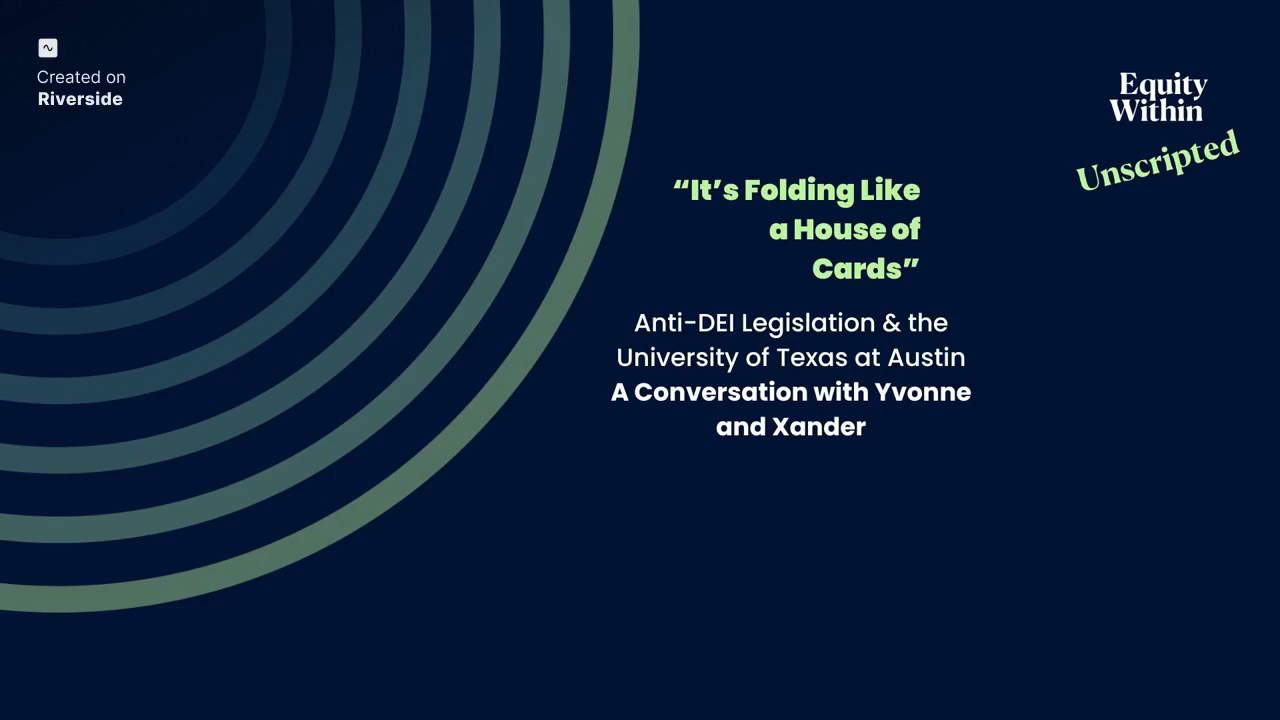 Created on
Riverside
Equity
Within
Unscripted
“It’s Folding Like
a House of
Cards”
Anti-DEI Legislation & the
University of Texas at Austin
A Conversation with Yvonne
and Xander